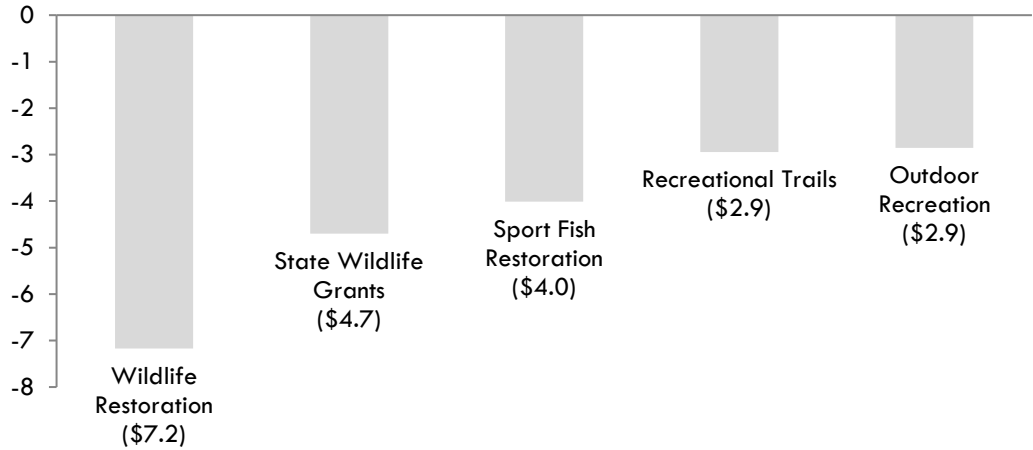 0
-1
-2
-3
-4
-5
-6
-7
-8
Wildlife
Restoration
($7.2)
State Wildlife
Grants
($4.7)
Sport Fish
Restoration
($4.0)
Recreational Trails
($2.9)
Outdoor
Recreation
($2.9)